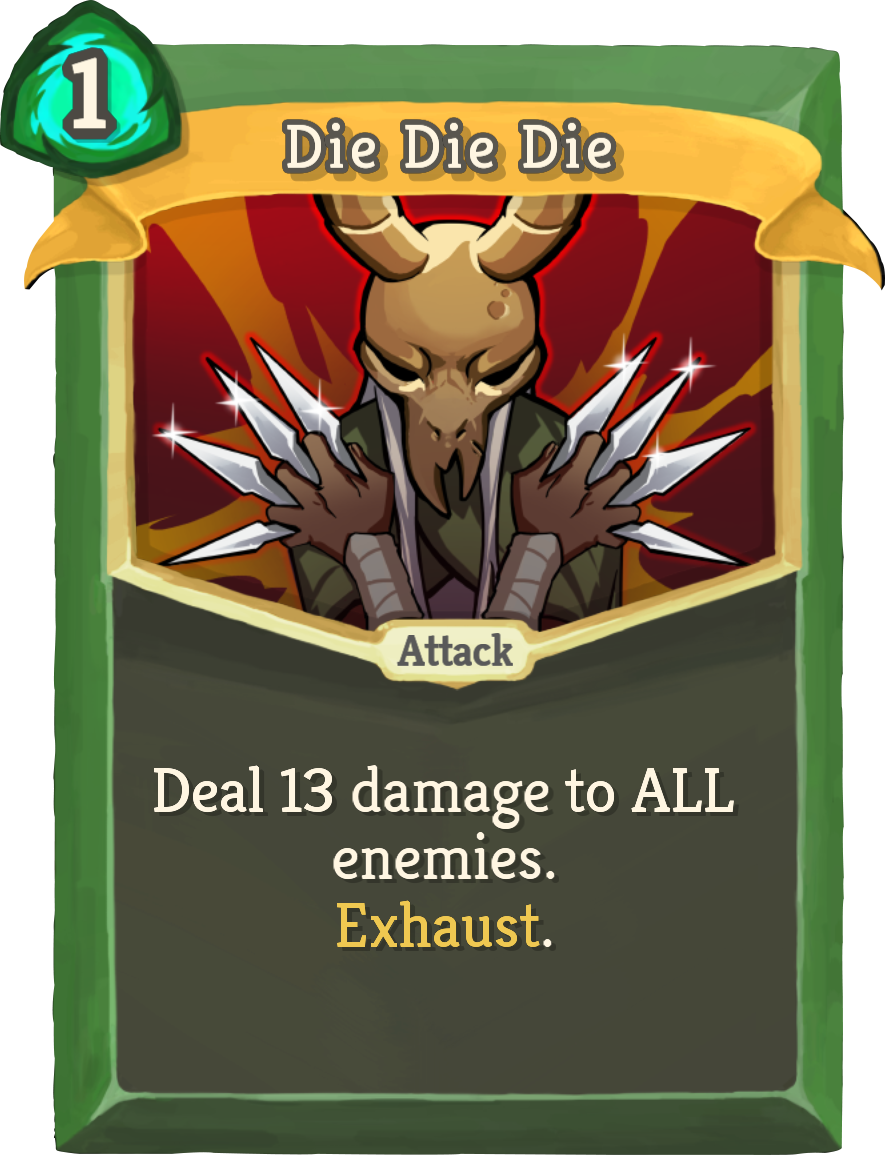 1
Die Die Die
Attack
Deal 13 damage to ALL
enemies.
Exhaust.